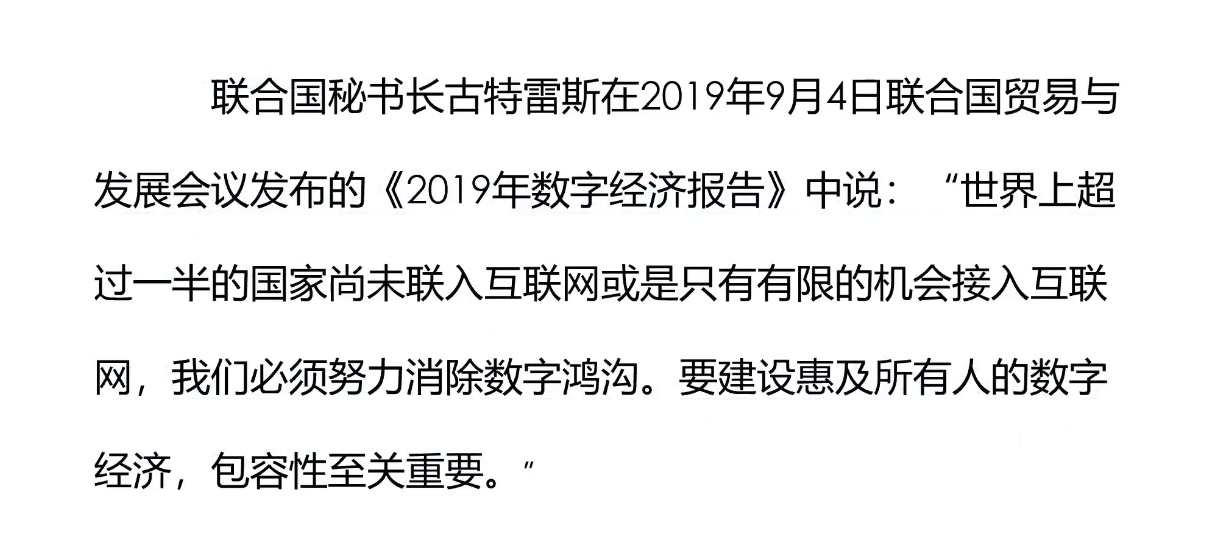 联合国秘书长古特雷斯在2019年9月4日联合国贸易与
发展会议发布的《2019年数字经济报告》中说：“世界上超
过一半的国家尚未联入互联网或是只有有限的机会接入互联
网，我们必须努力消除数字鸿沟。要建设惠及所有人的数字
经济，包容性至关重要。”